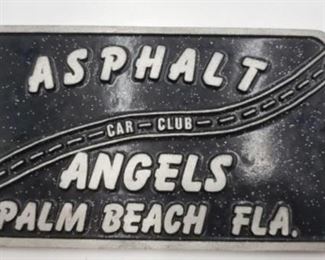 ASPHALT
CAR CLUB
ANGELS
PALM BEACH FLA.